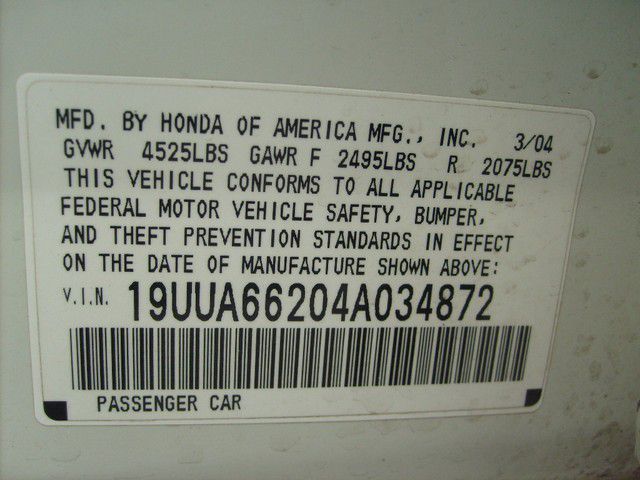 MFD. BY HONDA OF AMERICA MFG., INC. 3/04
GVWR 4525LBS GAWR F 2495LBS R 2075LBS
THIS VEHICLE CONFORMS TO ALL APPLICABLE
FEDERAL MOTOR VEHICLE SAFETY, BUMPER,
AND THEFT PREVENTION STANDARDS IN EFFECT
ON THE DATE OF MANUFACTURE SHOWN ABOVE:
V.I.N. 19UUA66204A034872
PASSENGER CAR